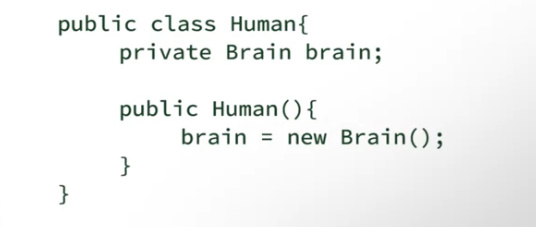 public class Human{
private Brain brain;
public Human(){
brain = new Brain();
}
}